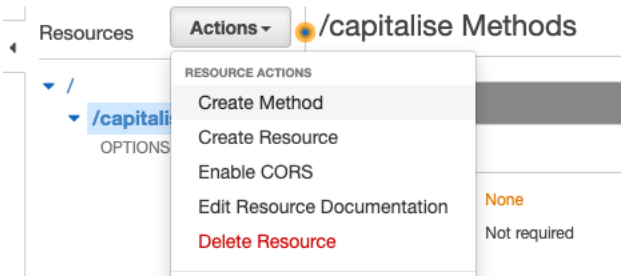 Resources
Actions
/capitalise Methods
/
/capitali
OPTIONS
RESOURCE ACTIONS
Create Method
Create Resource
Enable CORS
Edit Resource Documentation
Delete Resource
None
Not required